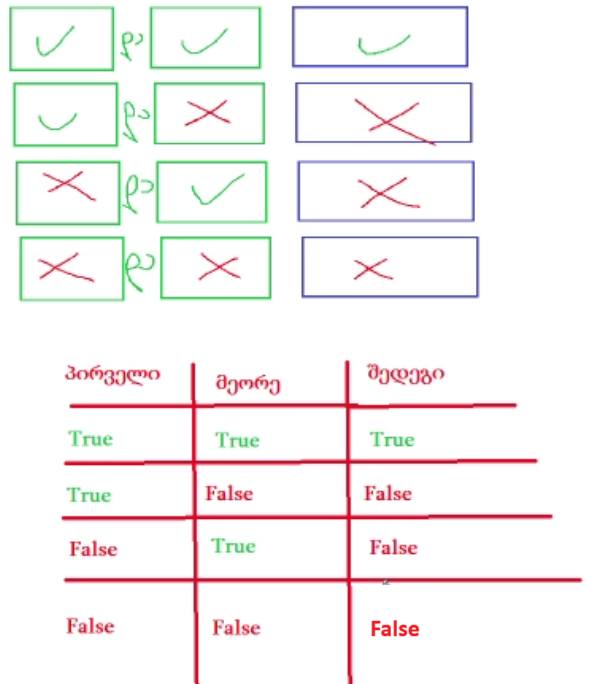 ✓ და ✓ ✓
✓ და ✗ ✗
✗ და ✓ ✗
✗ და ✗ ✗
პირველი მეორე შედეგი
True True True
True False False
False True False
False False False